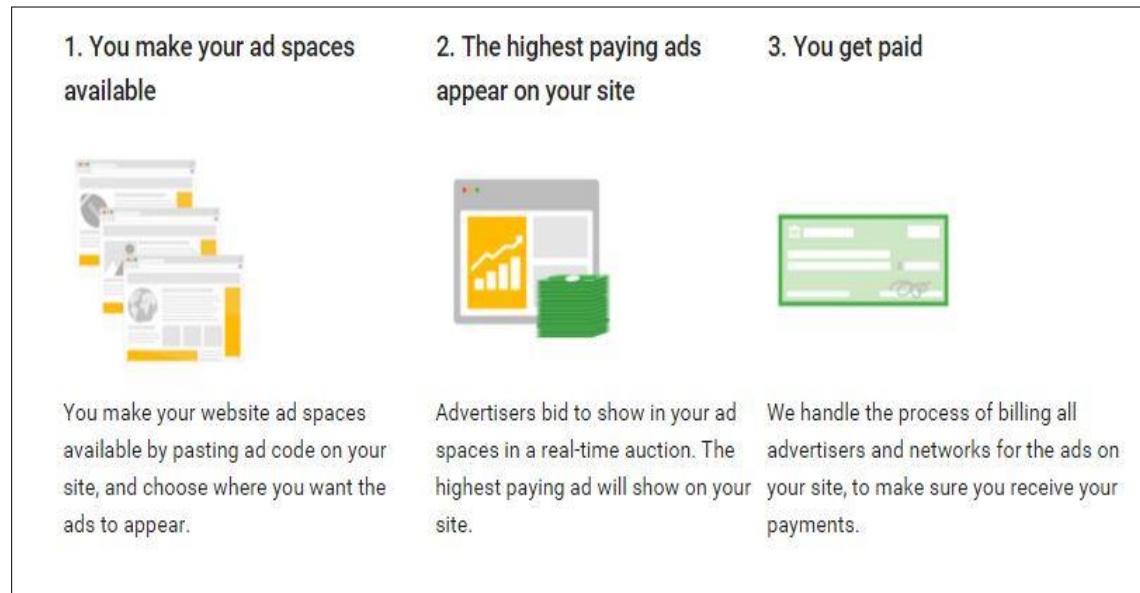 1. You make your ad spaces
available
You make your website ad spaces
available by pasting ad code on your
site, and choose where you want the
ads to appear.
2. The highest paying ads
appear on your site
Advertisers bid to show in your ad
spaces in a real-time auction. The
highest paying ad will show on your
site.
3. You get paid
We handle the process of billing all
advertisers and networks for the ads on
your site, to make sure you receive your
payments.